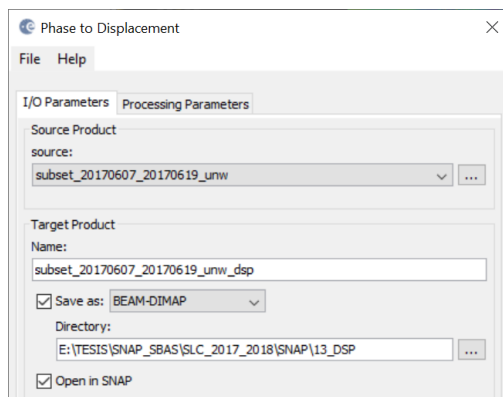 Phase to Displacement
File Help
I/O Parameters Processing Parameters
Source Product
source:
subset_20170607_20170619_unw
...
Target Product
Name:
subset_20170607_20170619_unw_dsp
Save as: BEAM-DIMAP
Directory:
E:\TESIS\SNAP_SBAS\SLC_2017_2018\SNAP\13_DSP
...
Open in SNAP